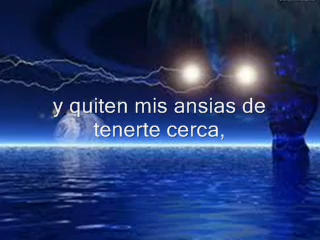 y quiten mis ansias de
tenerte cerca,